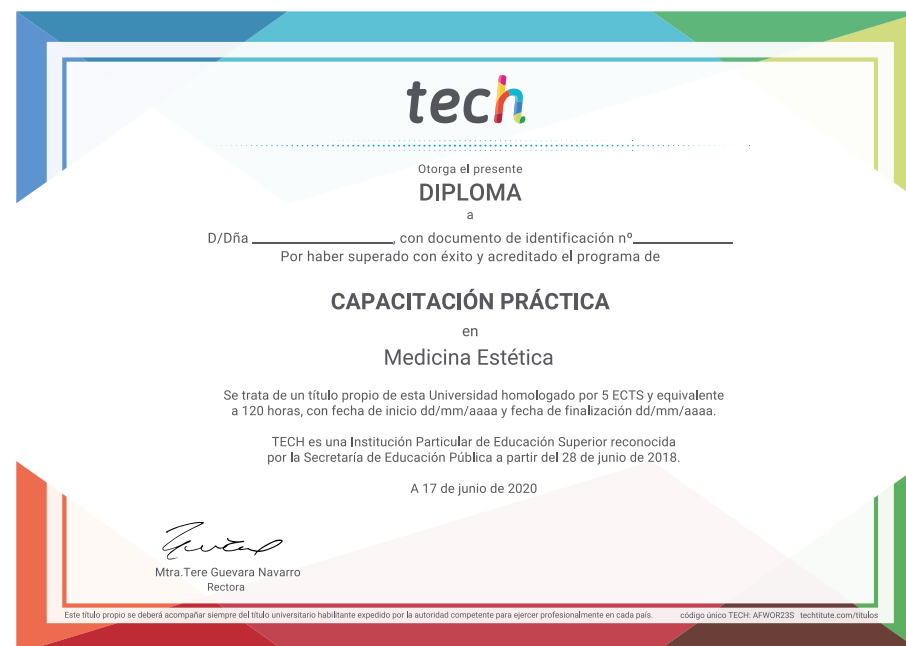 tech
Otorga el presente
DIPLOMA
a
D/Dña ____________________, con documento de identificación nº______________
Por haber superado con éxito y acreditado el programa de
CAPACITACIÓN PRÁCTICA
en
Medicina Estética
Se trata de un título propio de esta Universidad homologado por 5 ECTS y equivalente
a 120 horas, con fecha de inicio dd/mm/aaaa y fecha de finalización dd/mm/aaaa.
TECH es una Institución Particular de Educación Superior reconocida
por la Secretaría de Educación Pública a partir del 28 de junio de 2018.
A 17 de junio de 2020
Mtra.Tere Guevara Navarro
Rectora
Este título propio se deberá acompañar siempre del título universitario habilitante expedido por la autoridad competente para ejercer profesionalmente en cada país. código único TECH: AFWOR23S techtitute.com/titulos